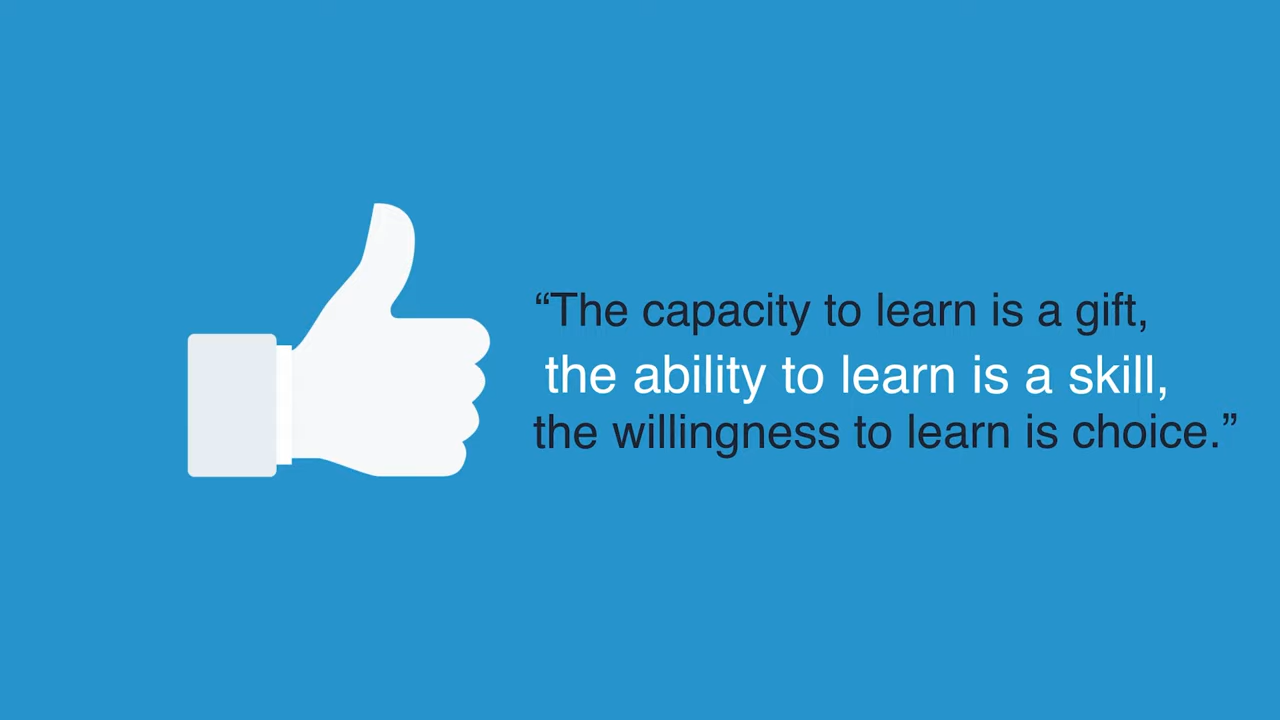 “The capacity to learn is a gift,
the ability to learn is a skill,
the willingness to learn is choice.”